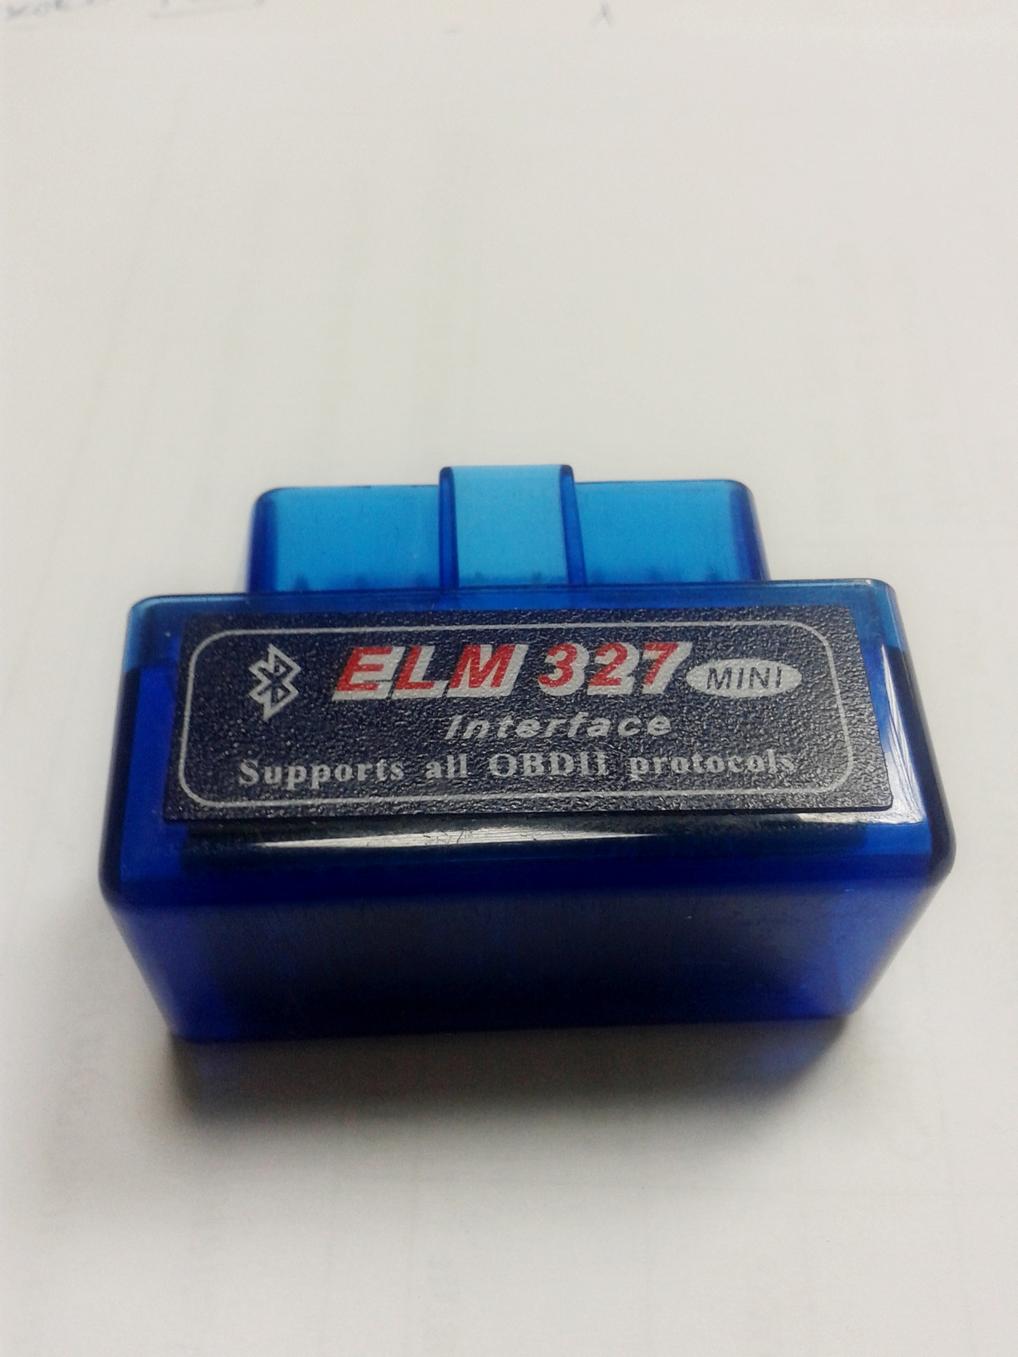 ELM 327 MINI
Interface
Supports all OBDII protocols